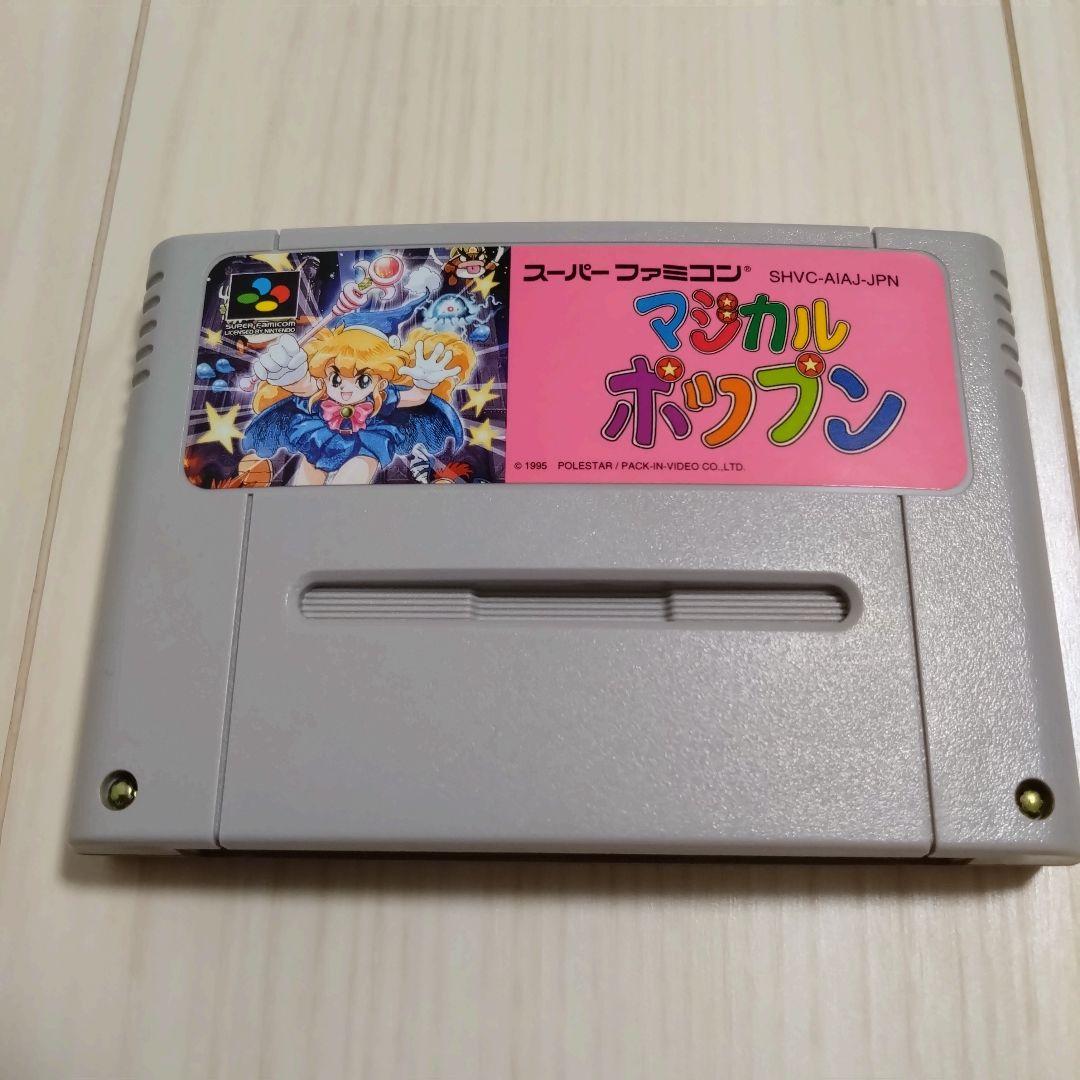 SUPER FAMICOM
LICENSED BY NINTENDO
スーパーファミコン® SHVC-AIAJ-JPN
マジカル
ポップン
© 1995 POLESTAR / PACK-IN-VIDEO CO.,LTD.